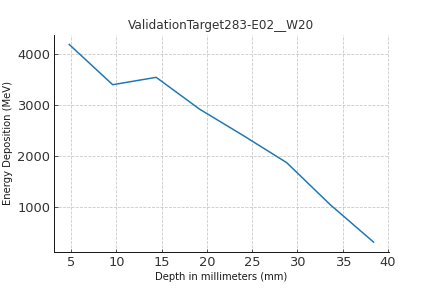 ValidationTarget283-E02__W20
Energy Deposition (MeV)
4000
3000
2000
1000
5 10 15 20 25 30 35 40
Depth in millimeters (mm)